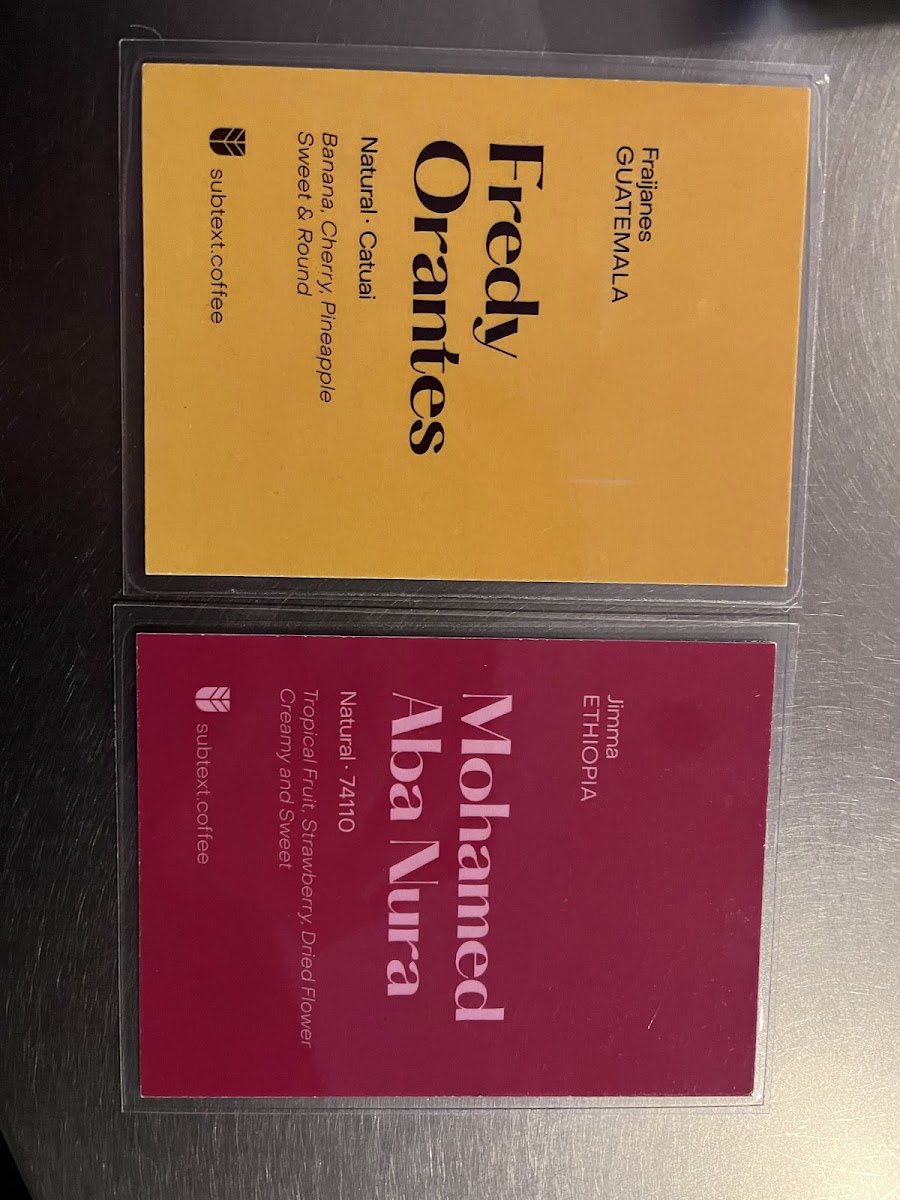 Fraijanes
GUATEMALA
Fredy
Orantes
Natural · Catuai
Banana, Cherry, Pineapple
Sweet & Round
subtext.coffee
Jimma
ETHIOPIA
Mohamed
Aba Nura
Natural · 74110
Tropical Fruit, Strawberry, Dried Flower
Creamy and Sweet
subtext.coffee